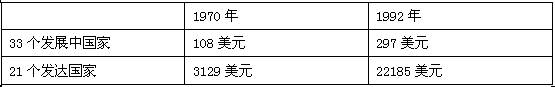 1970 年 1992 年
33 个发展中国家 108 美元 297 美元
21 个发达国家 3129 美元 22185 美元